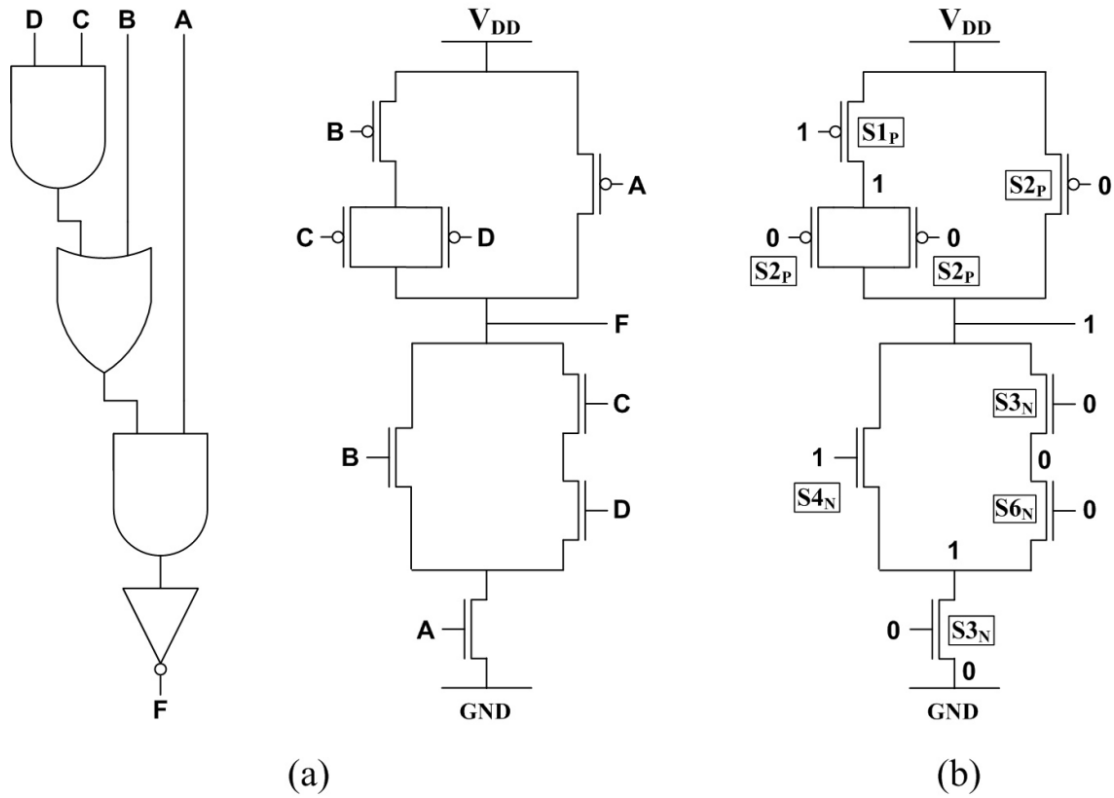 D C B A
F
V_DD
B
A
C D
F
C
B
D
A
GND
(a)
V_DD
1 S1_P
1
S2_P 0
0 0
S2_P S2_P
1
S3_N 0
1 0
S4_N S6_N 0
1
0 S3_N
0
GND
(b)